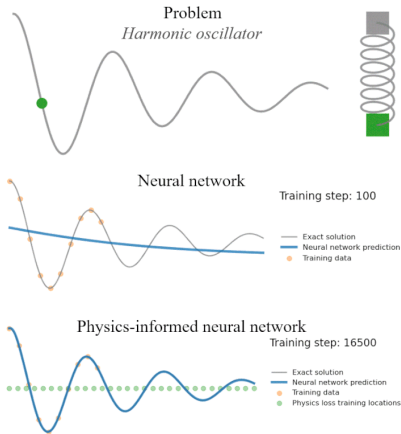 Problem
Harmonic oscillator
Neural network
Training step: 100
Exact solution
Neural network prediction
Training data
Physics-informed neural network
Training step: 16500
Exact solution
Neural network prediction
Training data
Physics loss training locations